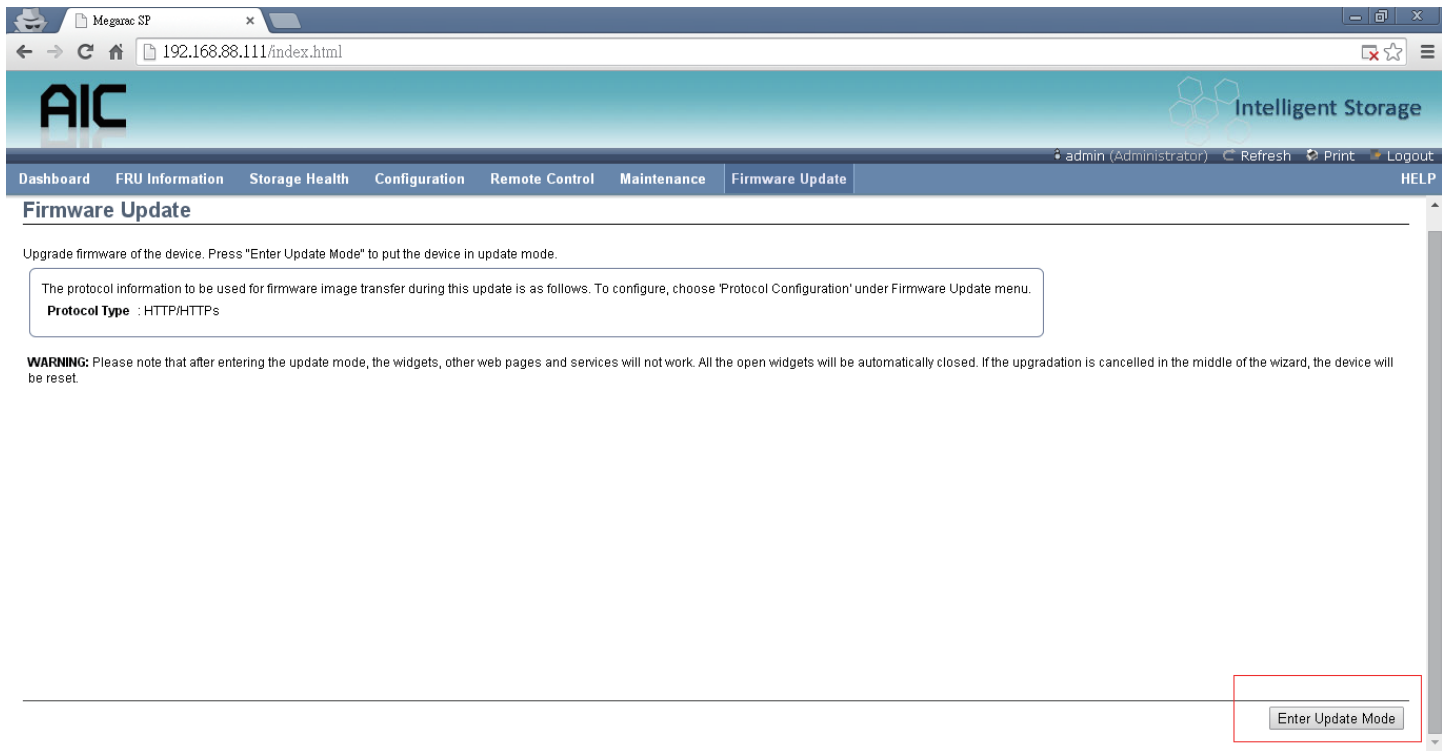 Megarac SP
192.168.88.111/index.html
AIC
Intelligent Storage
admin (Administrator) Refresh Print Logout
Dashboard FRU Information Storage Health Configuration Remote Control Maintenance Firmware Update HELP
Firmware Update
Upgrade firmware of the device. Press "Enter Update Mode" to put the device in update mode.
The protocol information to be used for firmware image transfer during this update is as follows. To configure, choose 'Protocol Configuration' under Firmware Update menu.
Protocol Type : HTTP/HTTPs
WARNING: Please note that after entering the update mode, the widgets, other web pages and services will not work. All the open widgets will be automatically closed. If the upgradation is cancelled in the middle of the wizard, the device will
be reset.
Enter Update Mode